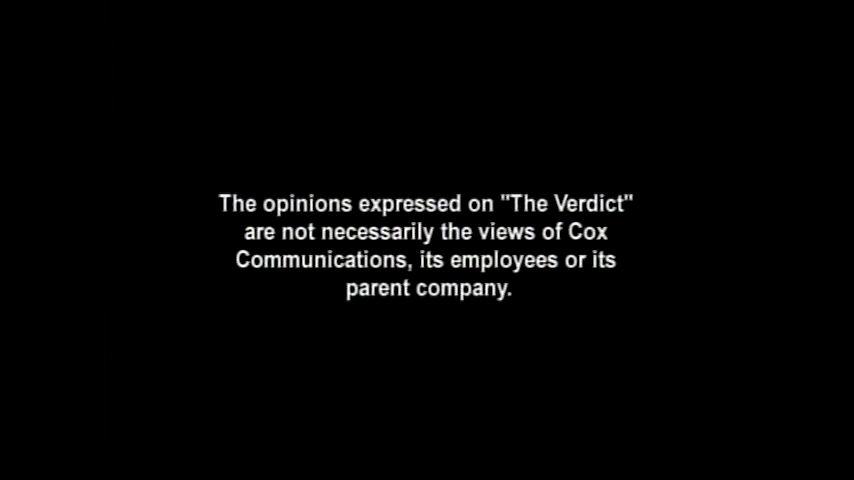 The opinions expressed on "The Verdict"
are not necessarily the views of Cox
Communications, its employees or its
parent company.